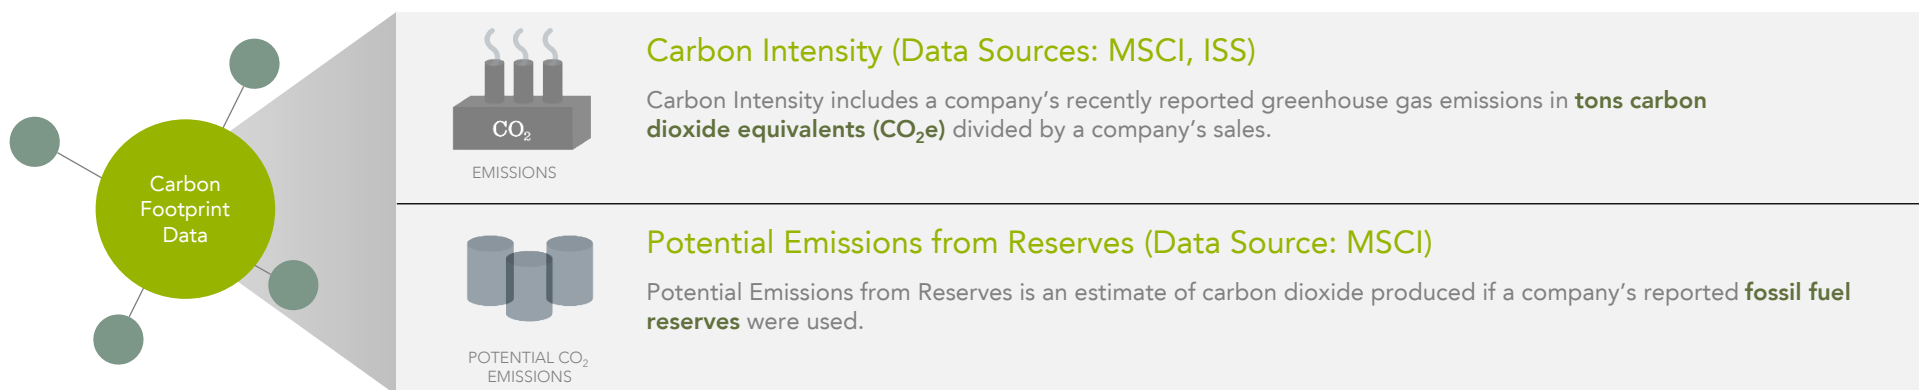 Carbon
Footprint
Data
CO₂
EMISSIONS
Carbon Intensity (Data Sources: MSCI, ISS)
Carbon Intensity includes a company’s recently reported greenhouse gas emissions in tons carbon
dioxide equivalents (CO₂e) divided by a company’s sales.
POTENTIAL CO₂
EMISSIONS
Potential Emissions from Reserves (Data Source: MSCI)
Potential Emissions from Reserves is an estimate of carbon dioxide produced if a company’s reported fossil fuel
reserves were used.